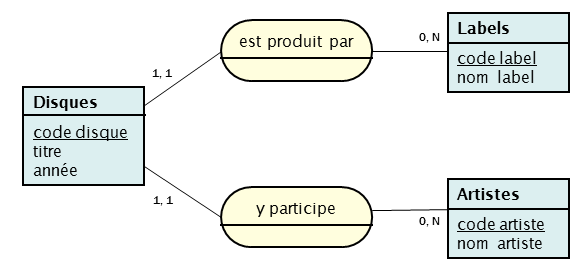 est produit par
0, N
Labels
code label
nom label
1, 1
Disques
code disque
titre
année
1, 1
y participe
0, N
Artistes
code artiste
nom artiste